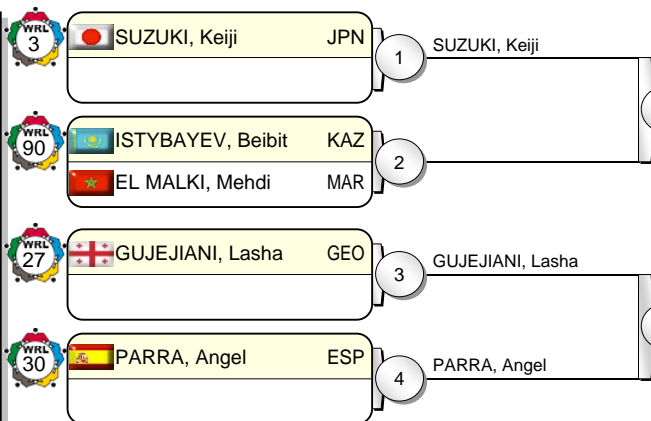 WRL
3
SUZUKI, Keiji JPN
1
SUZUKI, Keiji
WRL
90
ISTYBAYEV, Beibit KAZ
EL MALKI, Mehdi MAR
2
WRL
27
GUJEJIANI, Lasha GEO
3
GUJEJIANI, Lasha
WRL
30
PARRA, Angel ESP
4
PARRA, Angel